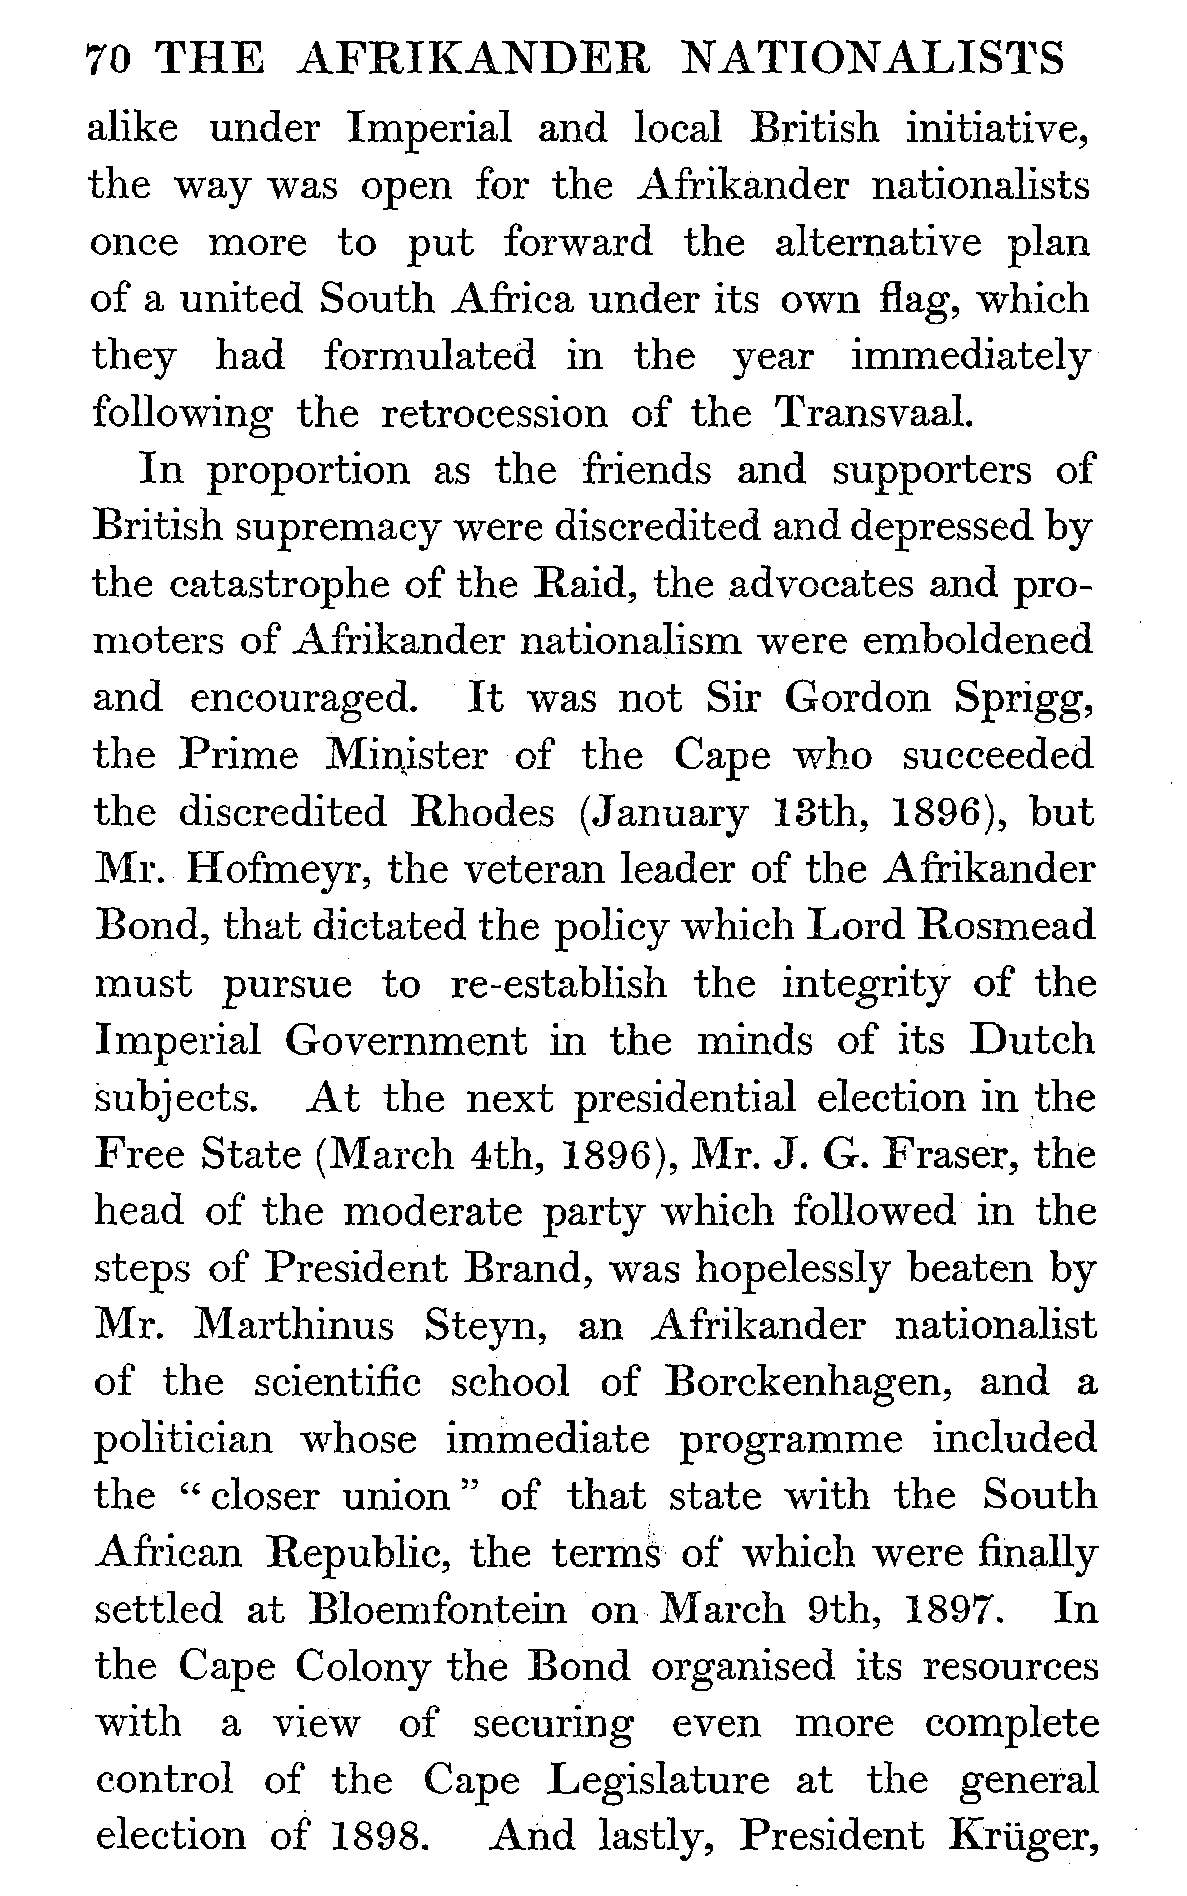 70 THE AFRIKANDER NATIONALISTS
alike under Imperial and local British initiative,
the way was open for the Afrikander nationalists
once more to put forward the alternative plan
of a united South Africa under its own flag, which
they had formulated in the year immediately
following the retrocession of the Transvaal.
In proportion as the friends and supporters of
British supremacy were discredited and depressed by
the catastrophe of the Raid, the advocates and pro-
moters of Afrikander nationalism were emboldened
and encouraged. It was not Sir Gordon Sprigg,
the Prime Minister of the Cape who succeeded
the discredited Rhodes (January 13th, 1896), but
Mr. Hofmeyr, the veteran leader of the Afrikander
Bond, that dictated the policy which Lord Rosmead
must pursue to re-establish the integrity of the
Imperial Government in the minds of its Dutch
subjects. At the next presidential election in the
Free State (March 4th, 1896), Mr. J. G. Fraser, the
head of the moderate party which followed in the
steps of President Brand, was hopelessly beaten by
Mr. Marthinus Steyn, an Afrikander nationalist
of the scientific school of Borckenhagen, and a
politician whose immediate programme included
the "closer union" of that state with the South
African Republic, the terms of which were finally
settled at Bloemfontein on March 9th, 1897. In
the Cape Colony the Bond organised its resources
with a view of securing even more complete
control of the Cape Legislature at the general
election of 1898. And lastly, President Krüger,